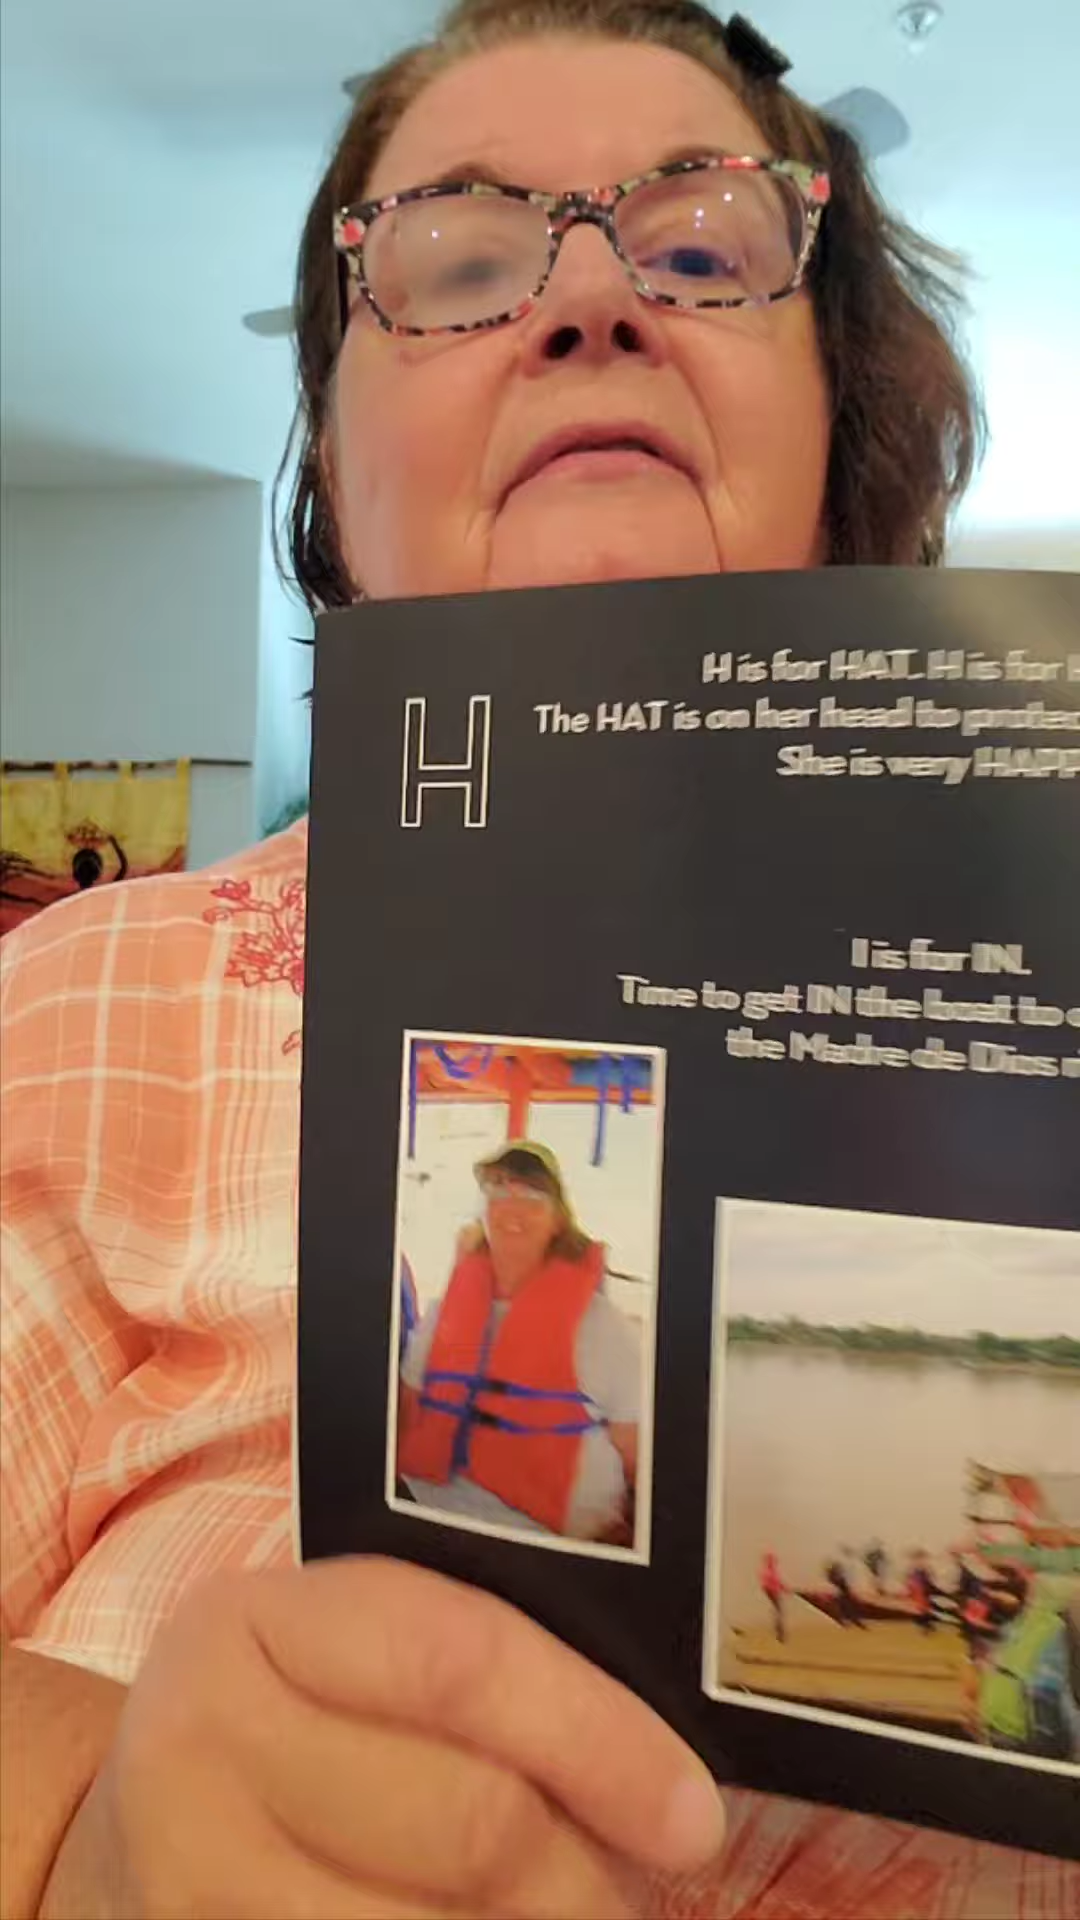 H is for HAT. H is for
H
The HAT is on her head to protec
She is very HAPP
I is for IN.
Time to get IN the boat to
the Madre de Dios